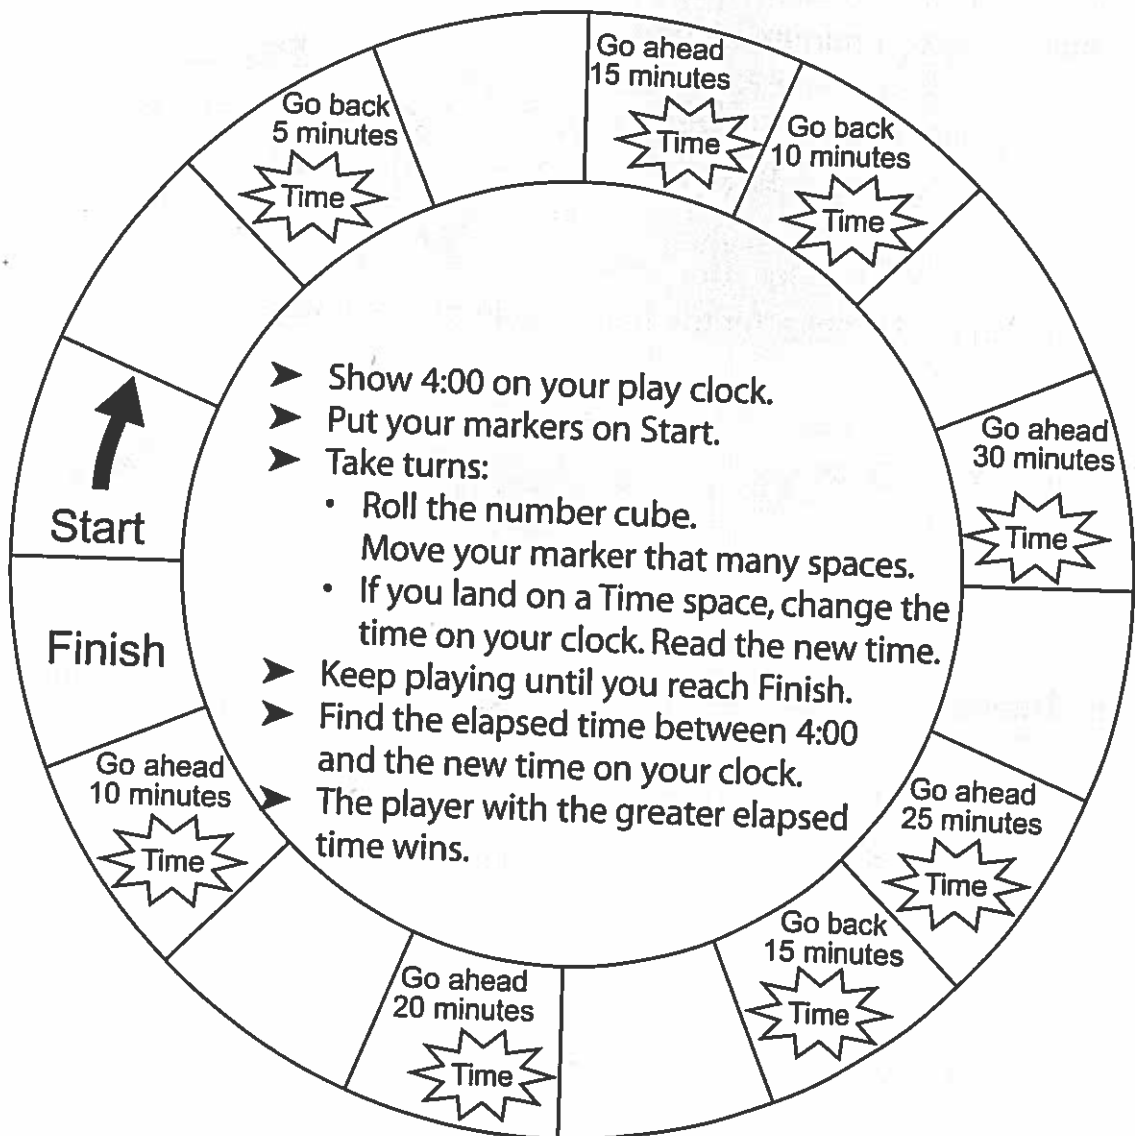 Go ahead
15 minutes
Time
Go back
10 minutes
Time
Go ahead
30 minutes
Time
Go ahead
25 minutes
Time
Go back
15 minutes
Time
Go ahead
20 minutes
Time
Go ahead
10 minutes
Time
Finish
Start
Go back
5 minutes
Time
➤ Show 4:00 on your play clock.
➤ Put your markers on Start.
➤ Take turns:
• Roll the number cube.
Move your marker that many spaces.
• If you land on a Time space, change the
time on your clock. Read the new time.
➤ Keep playing until you reach Finish.
➤ Find the elapsed time between 4:00
and the new time on your clock.
➤ The player with the greater elapsed
time wins.